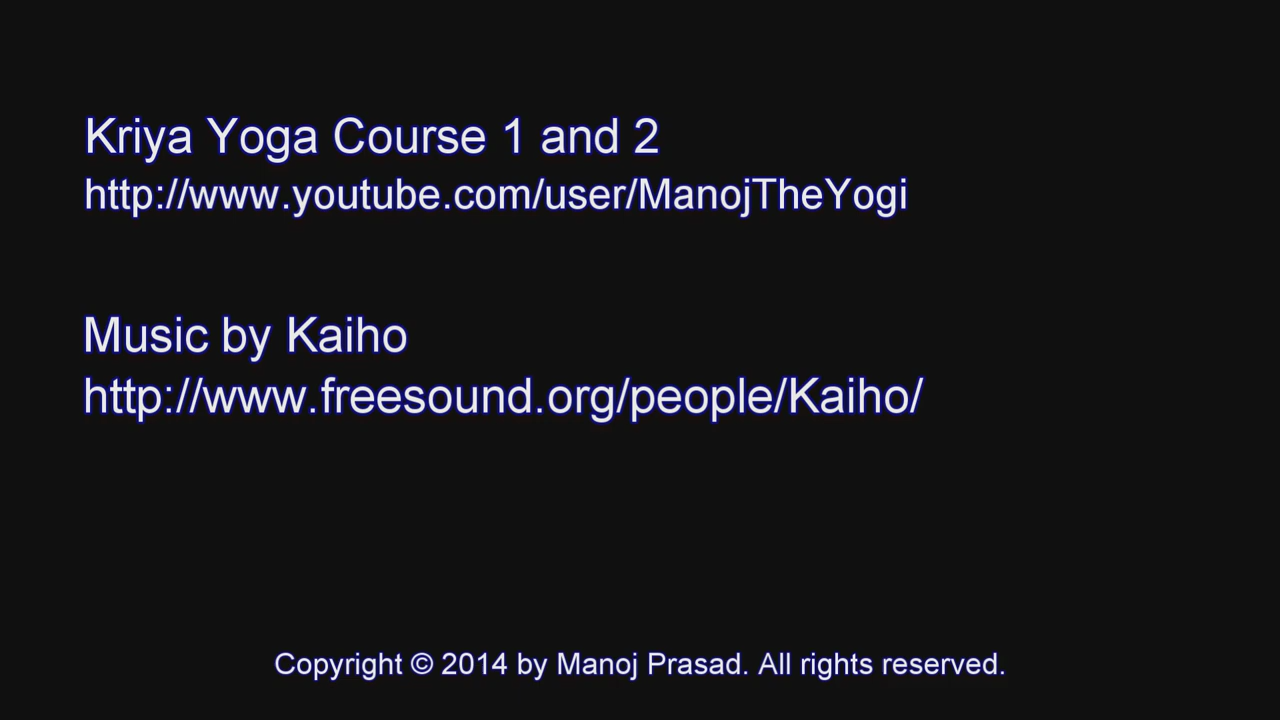 Kriya Yoga Course 1 and 2
http://www.youtube.com/user/ManojTheYogi
Music by Kaiho
http://www.freesound.org/people/Kaiho/
Copyright © 2014 by Manoj Prasad. All rights reserved.